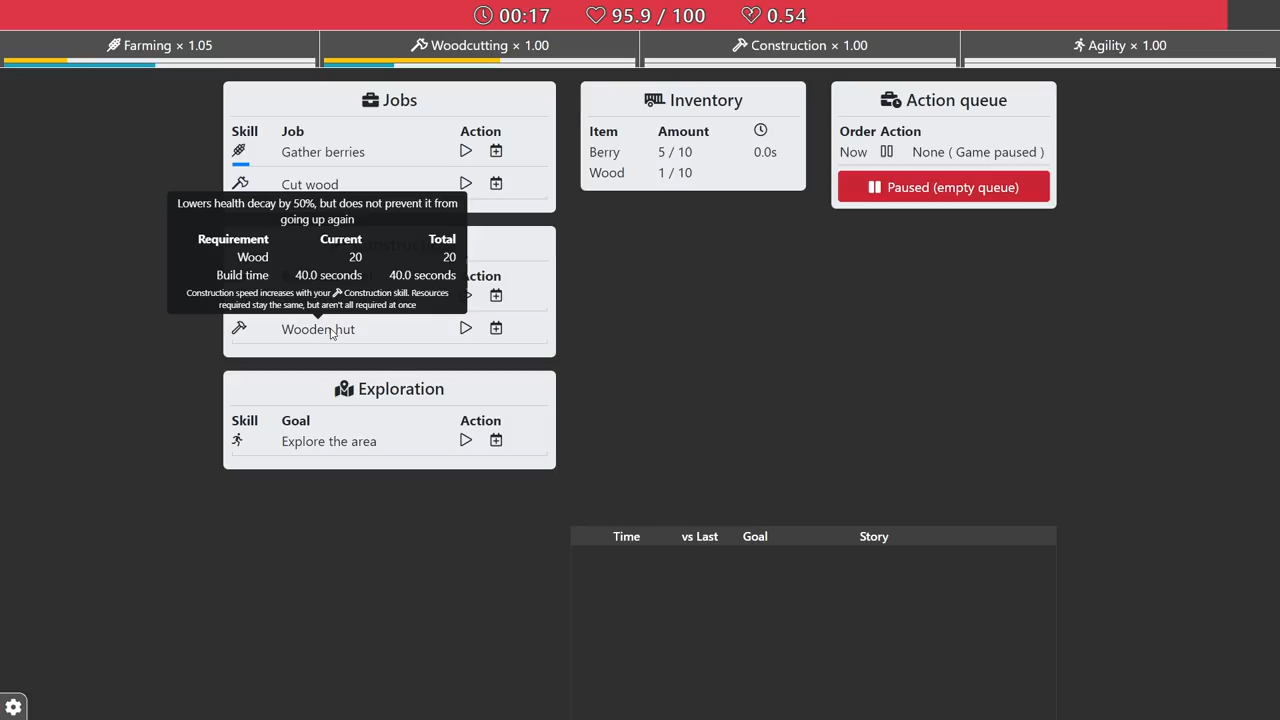 00:17 95.9 / 100 0.54
Farming × 1.05 Woodcutting × 1.00 Construction × 1.00 Agility × 1.00
Jobs
Skill Job Action
Gather berries
Cut wood
Lowers health decay by 50%, but does not prevent it from
going up again
Requirement Current Total
Wood 20 20
Build time 40.0 seconds 40.0 seconds
Construction speed increases with your Construction skill. Resources
required stay the same, but aren't all required at once
Action
Wooden hut
Exploration
Skill Goal Action
Explore the area
Inventory
Item Amount
Berry 5 / 10 0.0s
Wood 1 / 10
Action queue
Order Action
Now None ( Game paused )
Paused (empty queue)
Time vs Last Goal Story